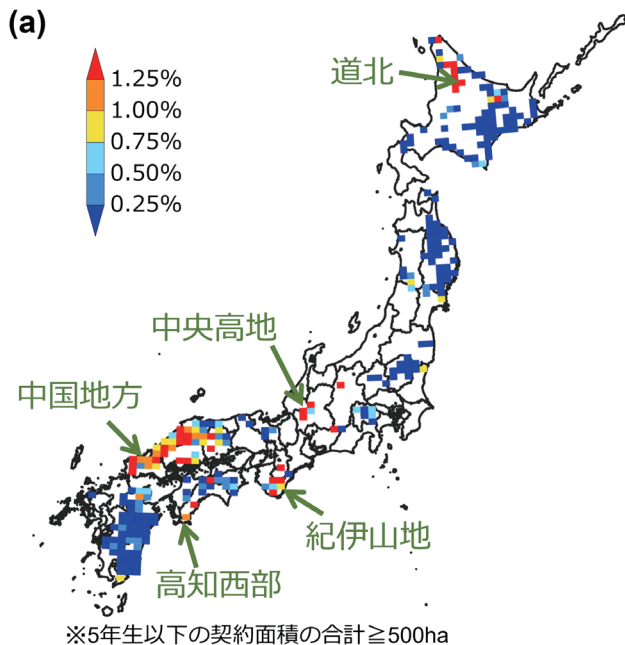 (a)
道北
1.25%
1.00%
0.75%
0.50%
0.25%
中央高地
中国地方
紀伊山地
高知西部
※5年生以下の契約面積の合計≧500ha